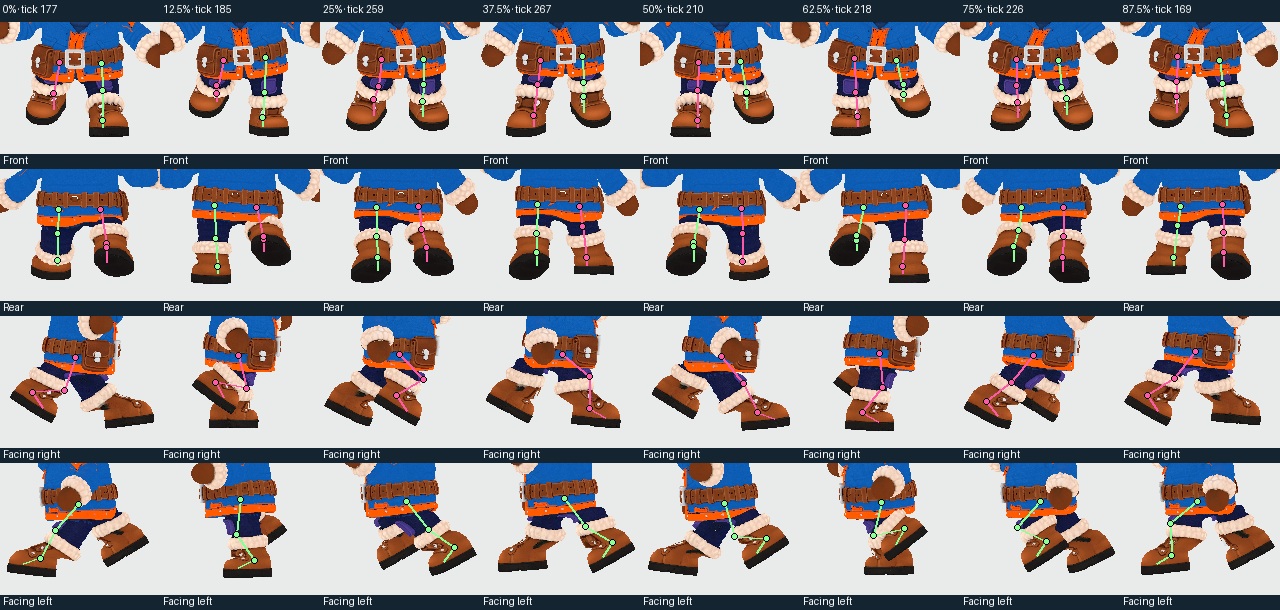 0%·tick 177 12.5%·tick 185 25%·tick 259 37.5%·tick 267 50%·tick 210 62.5%·tick 218 75%·tick 226 87.5%·tick 169
Front Front Front Front Front Front Front Front
Rear Rear Rear Rear Rear Rear Rear Rear
Facing right Facing right Facing right Facing right Facing right Facing right Facing right Facing right
Facing left Facing left Facing left Facing left Facing left Facing left Facing left Facing left